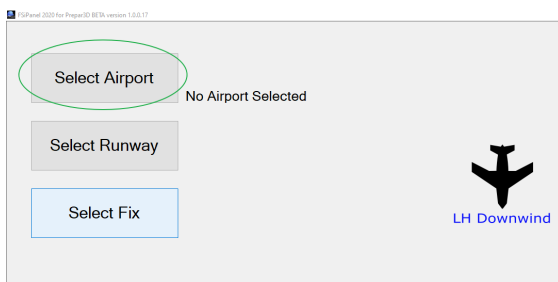 FSiPanel 2020 for Prepar3D BETA version 1.0.0.17
Select Airport
No Airport Selected
Select Runway
Select Fix
LH Downwind